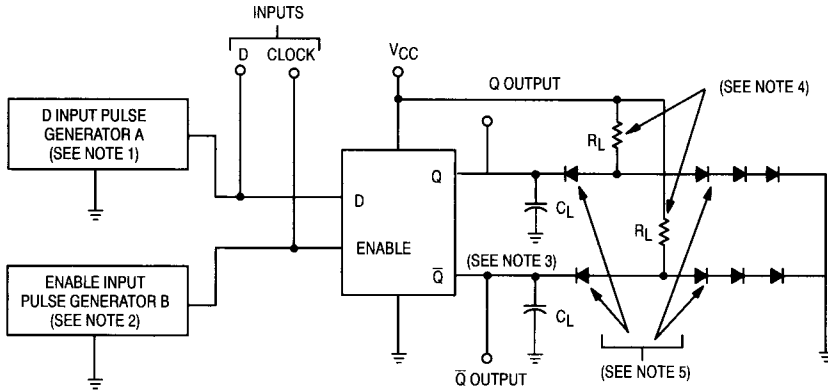 INPUTS
D CLOCK
VCC
Q OUTPUT
(SEE NOTE 4)
D INPUT PULSE
GENERATOR A
(SEE NOTE 1)
RL
Q
CL
D
RL
ENABLE
(SEE NOTE 3)
Q̅
ENABLE INPUT
PULSE GENERATOR B
(SEE NOTE 2)
CL
Q̅ OUTPUT
(SEE NOTE 5)